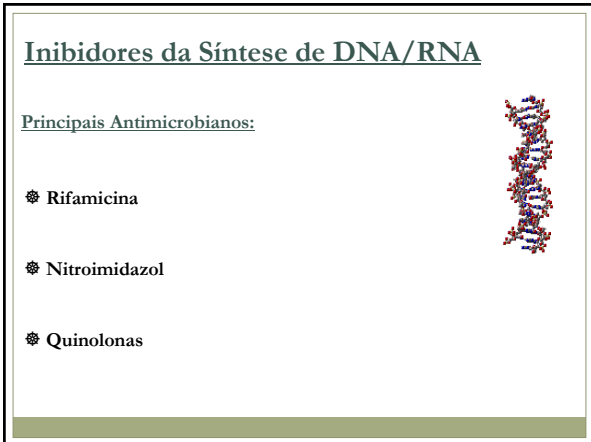 Inibidores da Síntese de DNA/RNA
Principais Antimicrobianos:
☸ Rifamicina
☸ Nitroimidazol
☸ Quinolonas